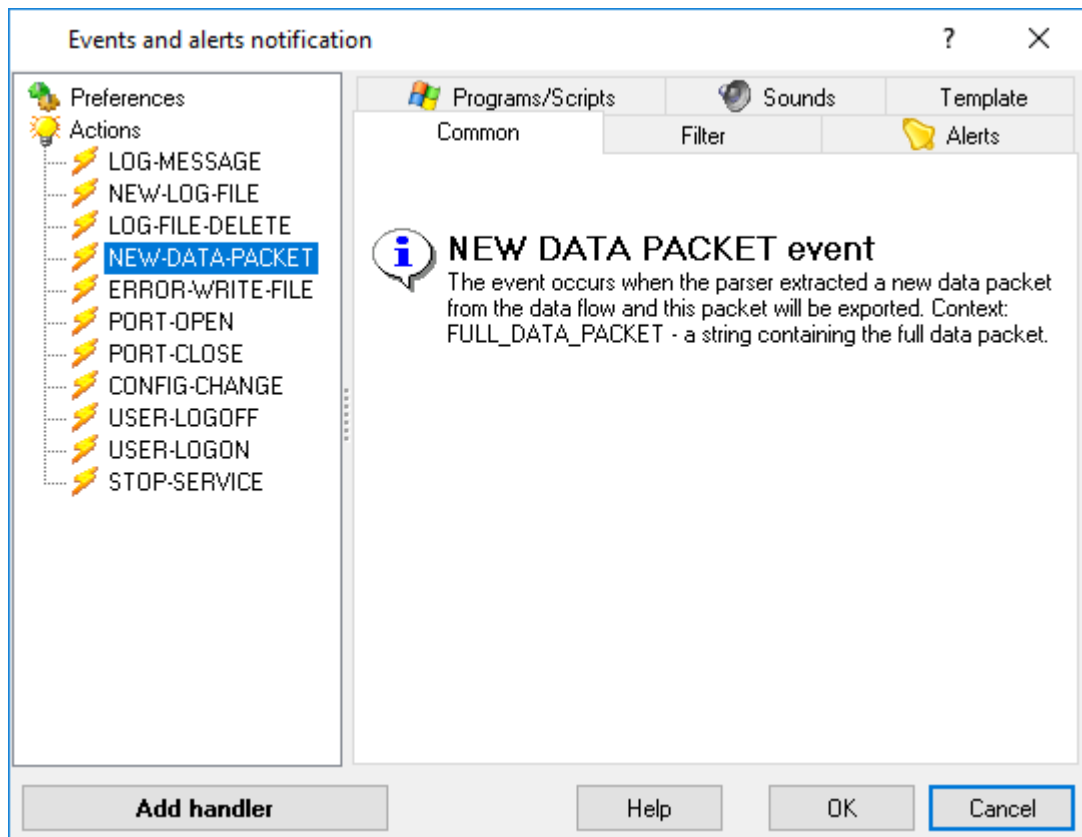 Events and alerts notification
?
Preferences
Actions
LOG-MESSAGE
NEW-LOG-FILE
LOG-FILE-DELETE
NEW-DATA-PACKET
ERROR-WRITE-FILE
PORT-OPEN
PORT-CLOSE
CONFIG-CHANGE
USER-LOGOFF
USER-LOGON
STOP-SERVICE
Programs/Scripts
Sounds
Template
Common
Filter
Alerts
NEW DATA PACKET event
The event occurs when the parser extracted a new data packet
from the data flow and this packet will be exported. Context:
FULL_DATA_PACKET - a string containing the full data packet.
Add handler
Help
OK
Cancel